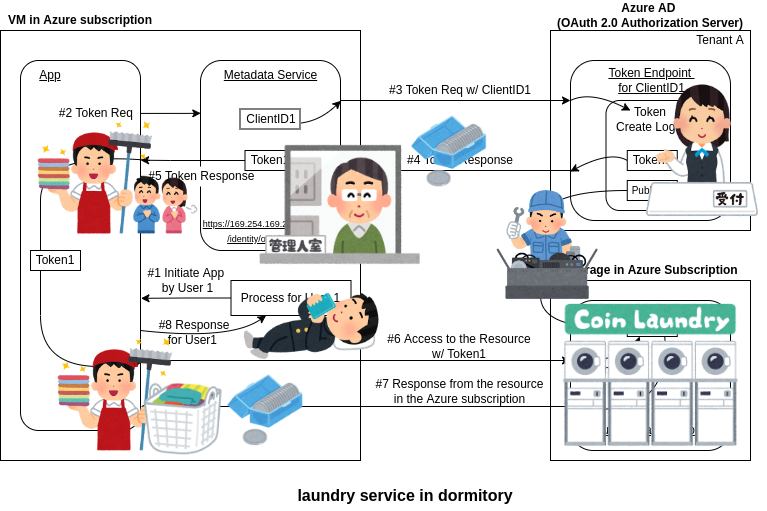 VM in Azure subscription
Azure AD
(OAuth 2.0 Authorization Server)
Tenant A
App
Metadata Service
Token Endpoint
for ClientID1
#2 Token Req
ClientID1
#3 Token Req w/ ClientID1
Token
Create Log
Token1
#4 To
Response
#5 Token Response
Pub
受付
https://169.254.169.2
/identity/o
管理人室
Token1
#1 Initiate App
by User 1
Process for U
1
#8 Response
for User1
rage in Azure Subscription
Coin Laundry
#6 Access to the Resource
w/ Token1
#7 Response from the resource
in the Azure subscription
laundry service in dormitory